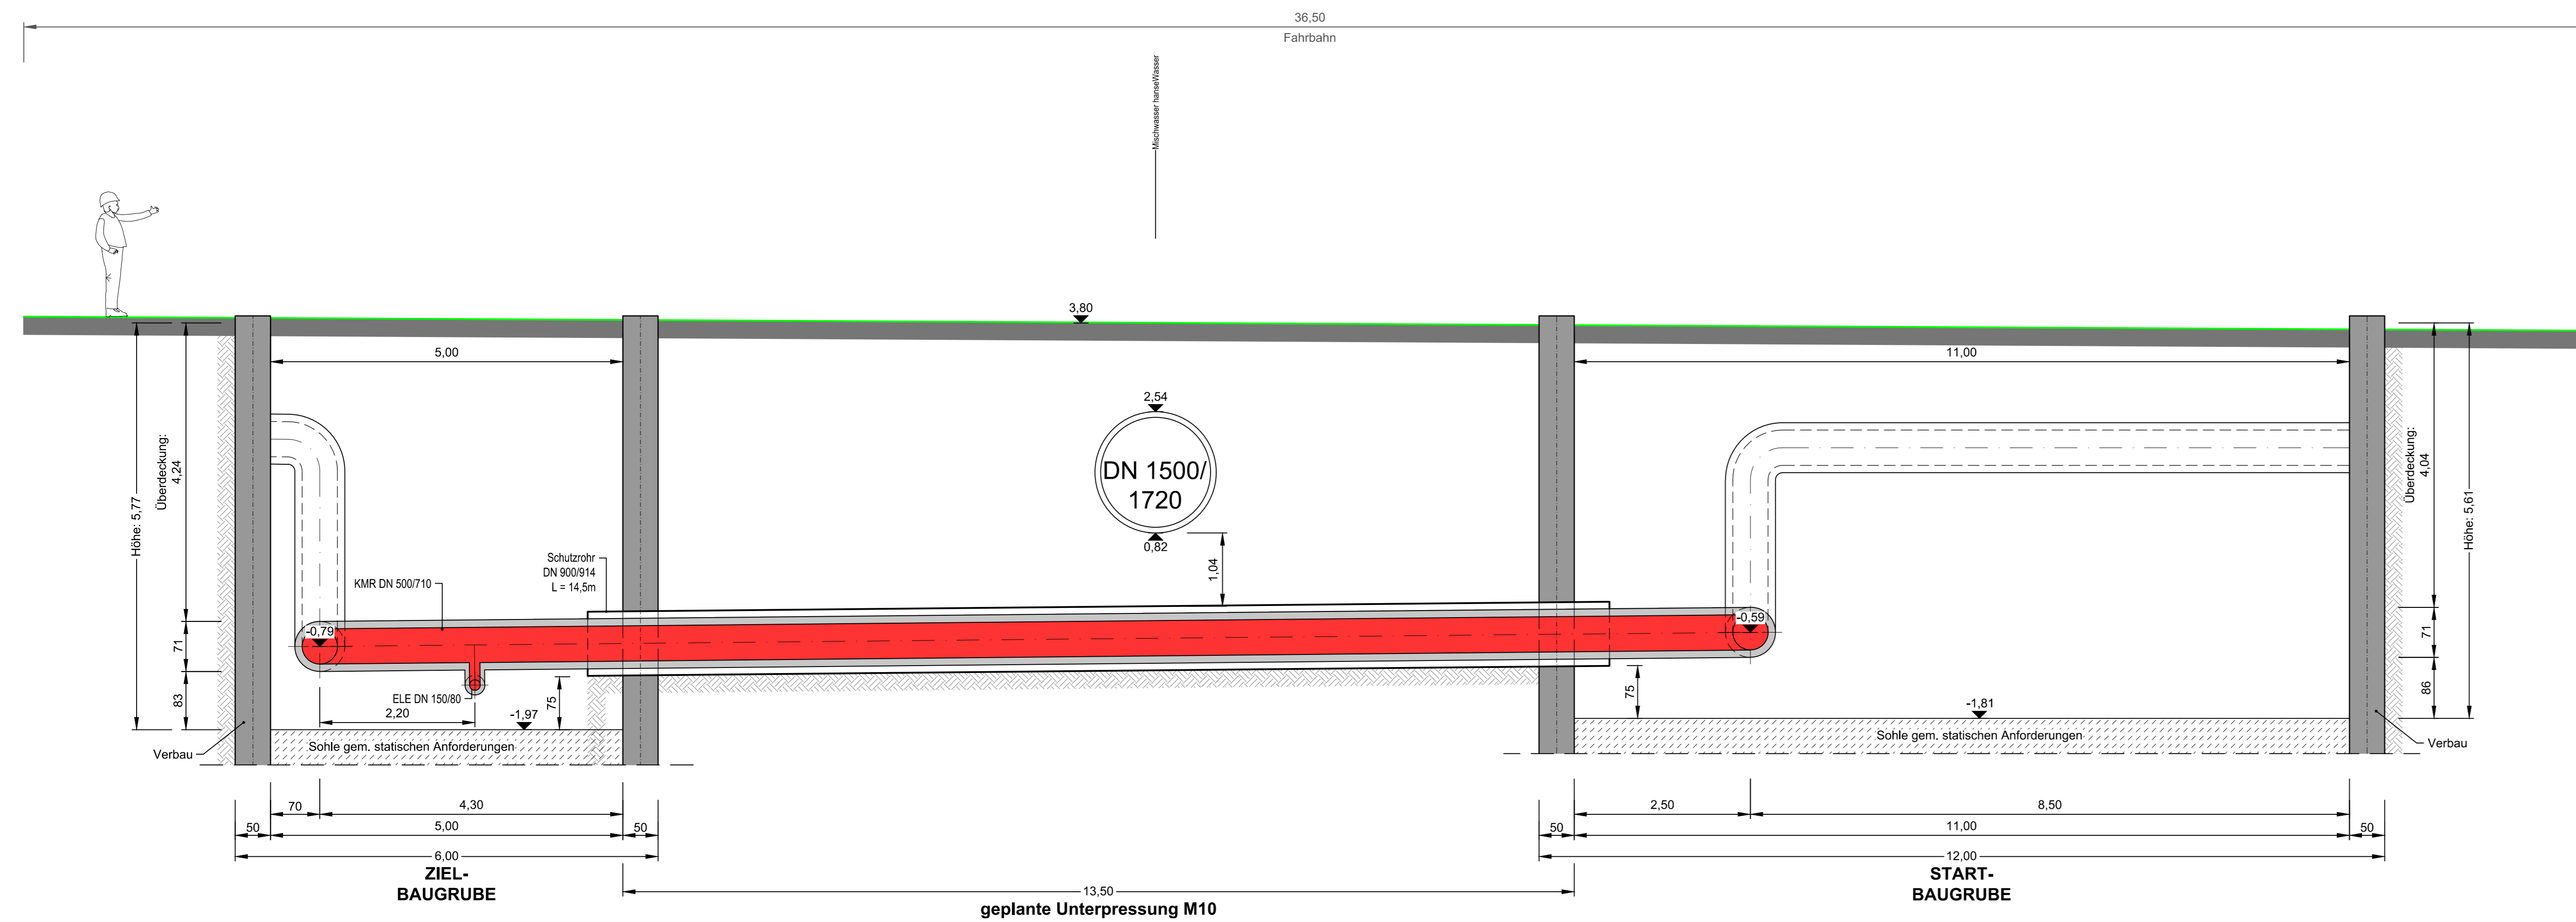 36,50
Fahrbahn
Mischwasser hanseWasser
3,80
5,00
11,00
2,54
DN 1500/
1720
0,82
1,04
Überdeckung:
4,24
Höhe: 5,77
71
83
Überdeckung:
4,04
Höhe: 5,61
71
86
Schutzrohr
DN 900/914
L = 14,5m
KMR DN 500/710
-0,79
-0,59
ELE DN 150/80
2,20
75
-1,97
75
-1,81
Sohle gem. statischen Anforderungen
Sohle gem. statischen Anforderungen
Verbau
Verbau
70
4,30
2,50
8,50
50
5,00
50
50
11,00
50
6,00
12,00
ZIEL-
BAUGRUBE
START-
BAUGRUBE
13,50
geplante Unterpressung M10